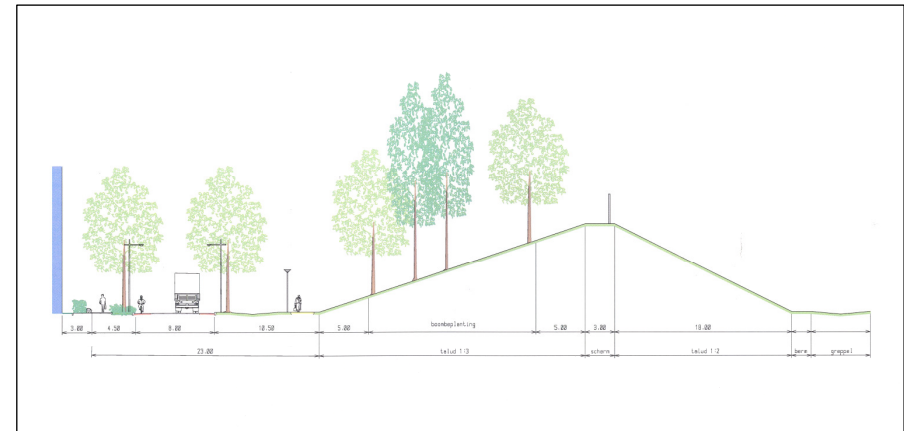 boombeplanting
3.00 4.50 8.00 10.50 5.00 5.00 3.00 18.00
23.00 talud 1:3 scherm talud 1:2 berm greppel